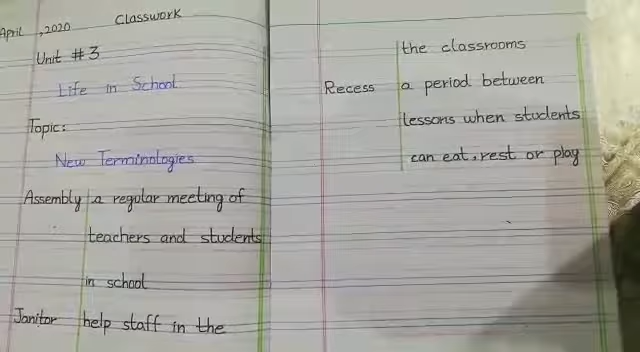 April ,2020 Classwork
Unit #3
Life in School
Topic:
New Terminologies
Assembly a regular meeting of
teachers and students
in school
Janitor help staff in the
the classrooms
Recess a period between
lessons when students
can eat, rest or play